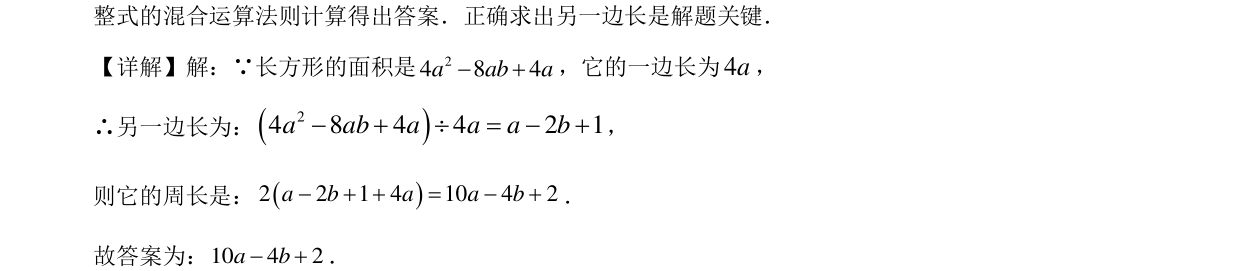 整式的混合运算法则计算得出答案．正确求出另一边长是解题关键．
【详解】解：∵长方形的面积是4a²−8ab+4a，它的一边长为4a，
∴另一边长为：(4a²−8ab+4a)÷4a=a−2b+1，
则它的周长是：2(a−2b+1+4a)=10a−4b+2．
故答案为：10a−4b+2．